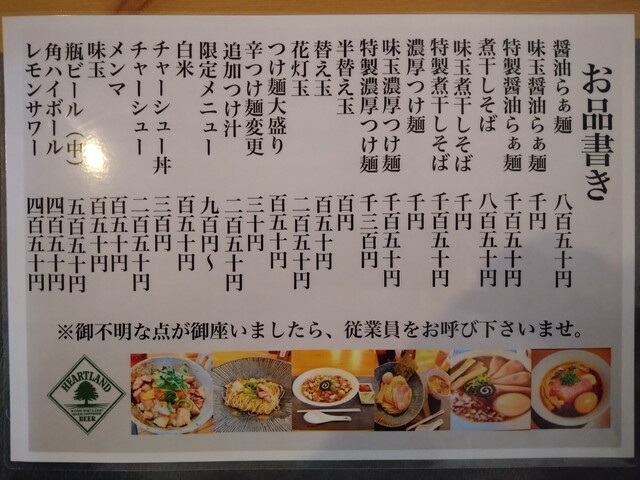 お品書き
醤油らぁ麺 八百五十円
味玉醤油らぁ麺 千円
特製醤油らぁ麺 千百五十円
煮干しそば 八百五十円
味玉煮干しそば 千円
特製煮干しそば 千百五十円
濃厚つけ麺 千円
味玉濃厚つけ麺 千百五十円
特製濃厚つけ麺 千三百円
半替え玉 百円
替え玉 百五十円
花灯玉 二百五十円
つけ麺大盛り 百五十円
辛つけ麺変更 三十円
追加つけ汁 二百五十円
限定メニュー 九百円〜
白米 百五十円
チャーシュー丼 三百円
チャーシュー 二百五十円
メンマ 百五十円
味玉 百五十円
瓶ビール（中） 五百五十円
角ハイボール 四百五十円
レモンサワー 四百五十円
※御不明な点が御座いましたら、従業員をお呼び下さいませ。
HEARTLAND
BEER